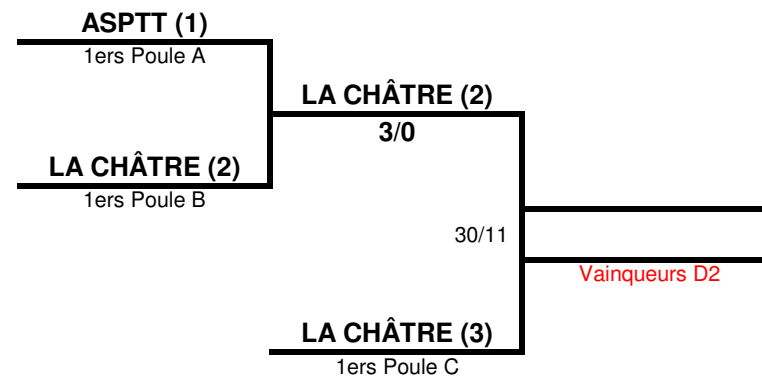 ASPTT (1)
1ers Poule A
LA CHÂTRE (2)
3/0
LA CHÂTRE (2)
1ers Poule B
30/11
Vainqueurs D2
LA CHÂTRE (3)
1ers Poule C